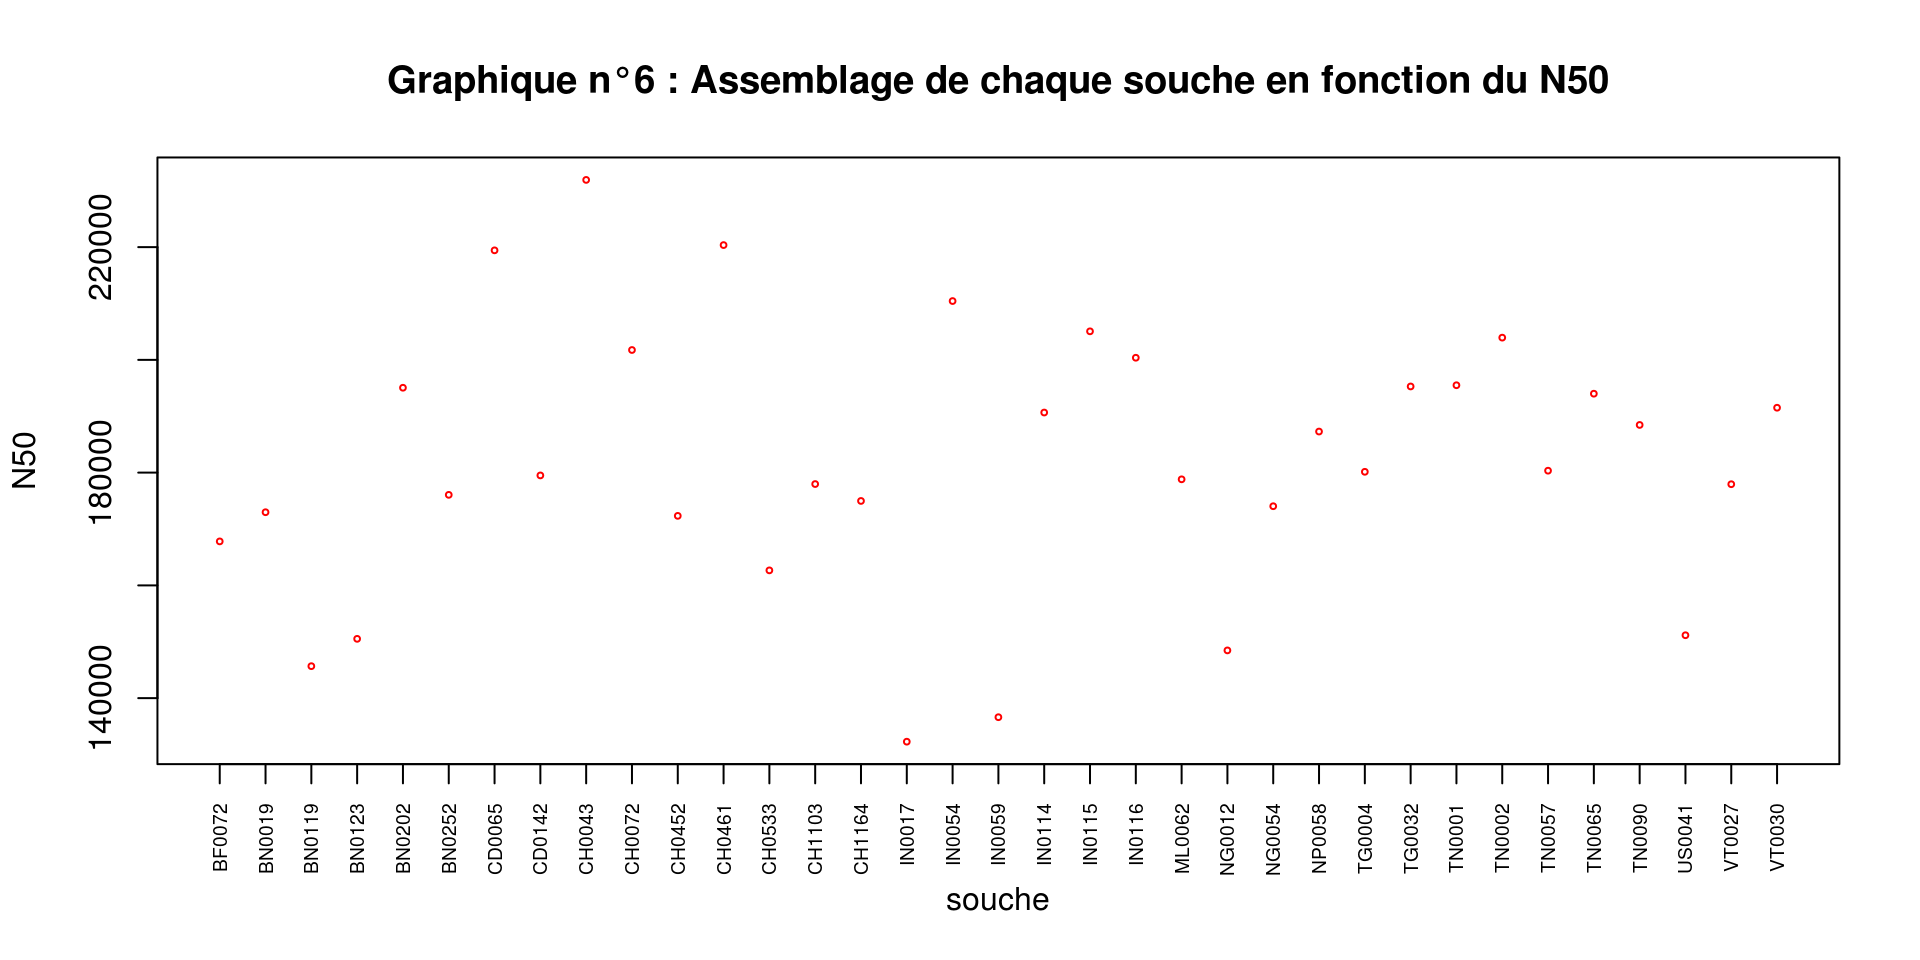 Graphique n°6 : Assemblage de chaque souche en fonction du N50
N50
220000
180000
140000
BF0072
BN0019
BN0119
BN0123
BN0202
BN0252
CD0065
CD0142
CH0043
CH0072
CH0452
CH0461
CH0533
CH1103
CH1164
IN0017
IN0054
IN0059
IN0114
IN0115
IN0116
ML0062
NG0012
NG0054
NP0058
TG0004
TG0032
TN0001
TN0002
TN0057
TN0065
TN0090
US0041
VT0027
VT0030
souche